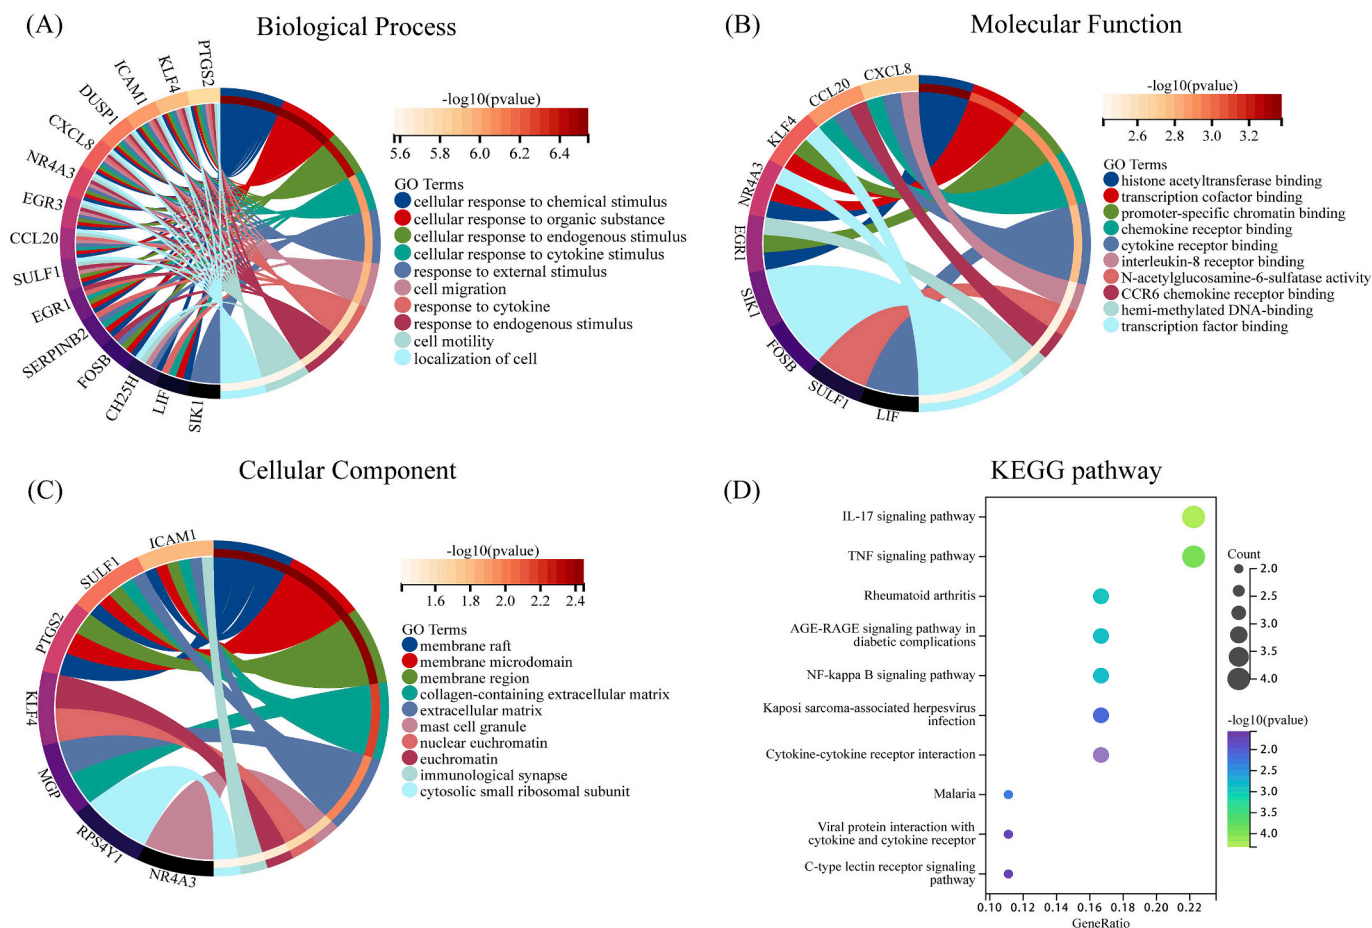 (A)
Biological Process
PTGS2
KLF4
ICAM1
DUSP1
CXCL8
NR4A3
EGR3
CCL20
SULF1
EGR1
SERPINB2
FOSB
CH25H
LIF
SIK1
-log10(pvalue)
5.6 5.8 6.0 6.2 6.4
GO Terms
cellular response to chemical stimulus
cellular response to organic substance
cellular response to endogenous stimulus
cellular response to cytokine stimulus
response to external stimulus
cell migration
response to cytokine
response to endogenous stimulus
cell motility
localization of cell
(B)
Molecular Function
CXCL8
CCL20
KLF4
NR4A3
EGR1
SIK1
FOSB
SULF1
LIF
-log10(pvalue)
2.6 2.8 3.0 3.2
GO Terms
histone acetyltransferase binding
transcription cofactor binding
promoter-specific chromatin binding
chemokine receptor binding
cytokine receptor binding
interleukin-8 receptor binding
N-acetylglucosamine-6-sulfatase activity
CCR6 chemokine receptor binding
hemi-methylated DNA-binding
transcription factor binding
(C)
Cellular Component
ICAM1
SULF1
PTGS2
KLF4
MGP
RPS4Y1
NR4A3
-log10(pvalue)
1.6 1.8 2.0 2.2 2.4
GO Terms
membrane raft
membrane microdomain
membrane region
collagen-containing extracellular matrix
extracellular matrix
mast cell granule
nuclear euchromatin
euchromatin
immunological synapse
cytosolic small ribosomal subunit
(D)
KEGG pathway
IL-17 signaling pathway
TNF signaling pathway
Rheumatoid arthritis
AGE-RAGE signaling pathway in
diabetic complications
NF-kappa B signaling pathway
Kaposi sarcoma-associated herpesvirus
infection
Cytokine-cytokine receptor interaction
Malaria
Viral protein interaction with
cytokine and cytokine receptor
C-type lectin receptor signaling
pathway
0.10 0.12 0.14 0.16 0.18 0.20 0.22
GeneRatio
Count
2.0
2.5
3.0
3.5
4.0
-log10(pvalue)
2.0
2.5
3.0
3.5
4.0